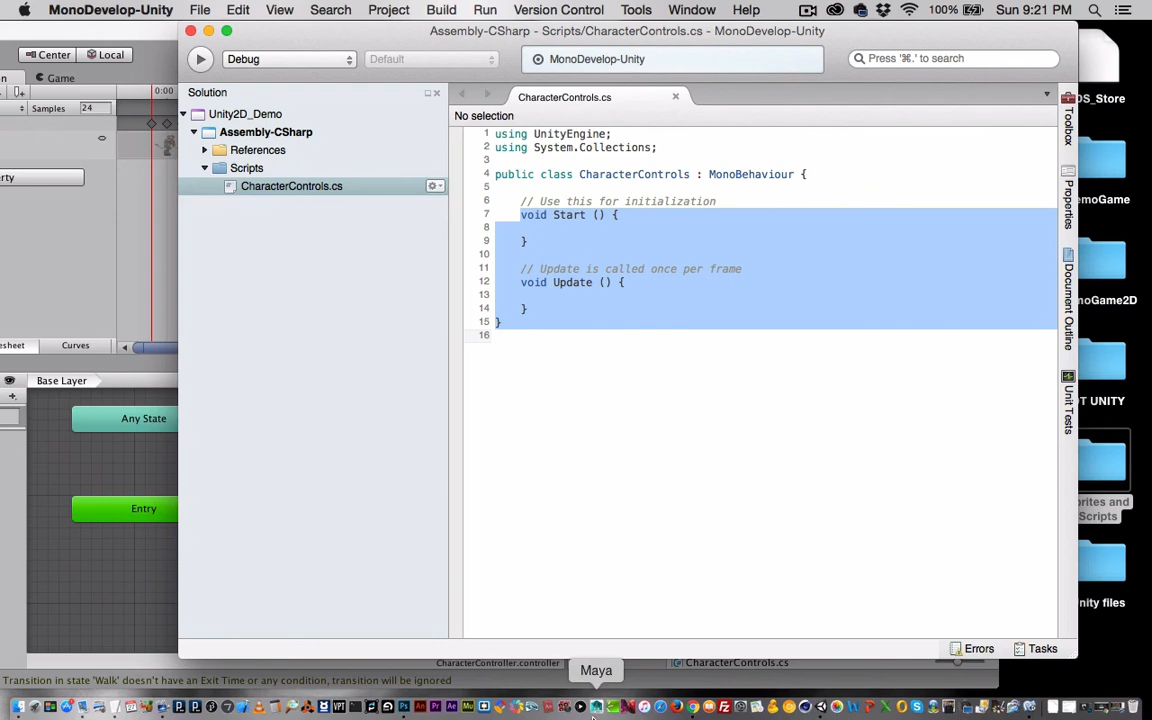 MonoDevelop-Unity File Edit View Search Project Build Run Version Control Tools Window Help 100% Sun 9:21 PM
Assembly-CSharp - Scripts/CharacterControls.cs - MonoDevelop-Unity
Center Local
Debug Default MonoDevelop-Unity Press '⌘.' to search
Game
Samples 24 0:00
Solution
CharacterControls.cs
No selection
Unity2D_Demo
Assembly-CSharp
References
Scripts
CharacterControls.cs
1 using UnityEngine;
2 using System.Collections;
3
4 public class CharacterControls : MonoBehaviour {
5
6 // Use this for initialization
7 void Start () {
8
9 }
10
11 // Update is called once per frame
12 void Update () {
13
14 }
15 }
16
Toolbox
Properties
Document Outline
Unit Tests
rty
esheet Curves
Base Layer
Any State
Entry
DS_Store
emoGame
emoGame2D
OT UNITY
rites and
Scripts
nity files
Errors Tasks
CharacterController.controller CharacterControls.cs
Maya
Transition in state 'Walk' doesn't have an Exit Time or any condition, transition will be ignored